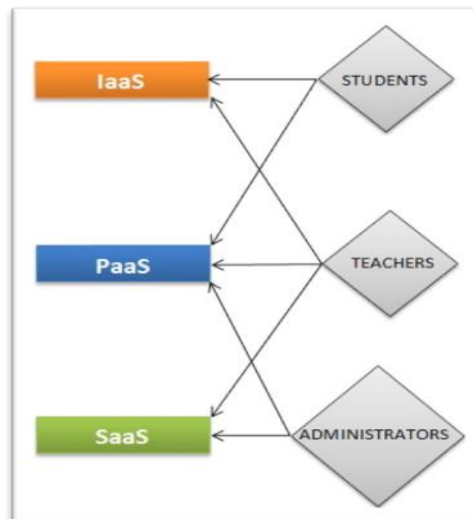 IaaS
STUDENTS
PaaS
TEACHERS
SaaS
ADMINISTRATORS